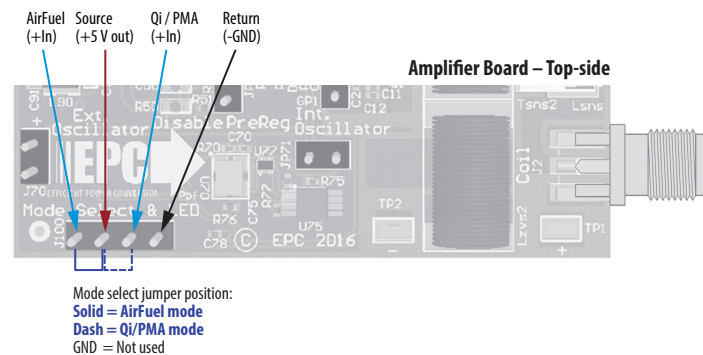 AirFuel
(+In)
Source
(+5 V out)
Qi / PMA
(+In)
Return
(-GND)
Amplifier Board – Top-side
C91
L90
R50
GP1
C11
C12
Tsns2
Lsns
Ext.
Oscillator
DisablePreReg
Int.
Oscillator
C70
R70
U77
JP71
Coil
J2
EPC
EFFICIENT POWER CONVERSION
J70
U70
R77
R75
C75
R76
U75
Mode Select & LED
J100
C78
EPC 2016
TP2
Lzvs2
TP1
Mode select jumper position:
Solid = AirFuel mode
Dash = Qi/PMA mode
GND = Not used